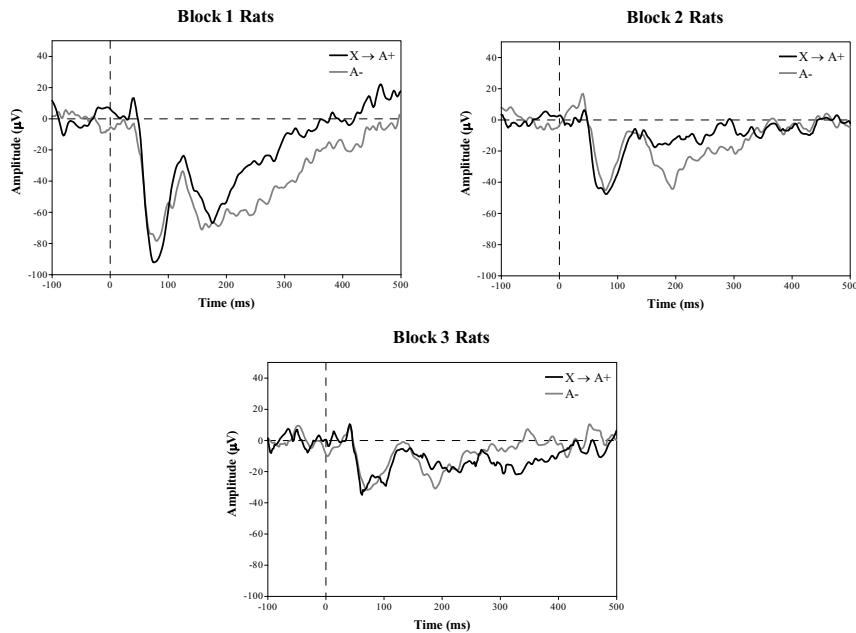 Block 1 Rats
X → A+
A-
40
20
0
-20
-40
-60
-80
-100
Amplitude (µV)
-100 0 100 200 300 400 500
Time (ms)
Block 2 Rats
X → A+
A-
40
20
0
-20
-40
-60
-80
-100
Amplitude (µV)
-100 0 100 200 300 400 500
Time (ms)
Block 3 Rats
X → A+
A-
40
20
0
-20
-40
-60
-80
-100
Amplitude (µV)
-100 0 100 200 300 400 500
Time (ms)